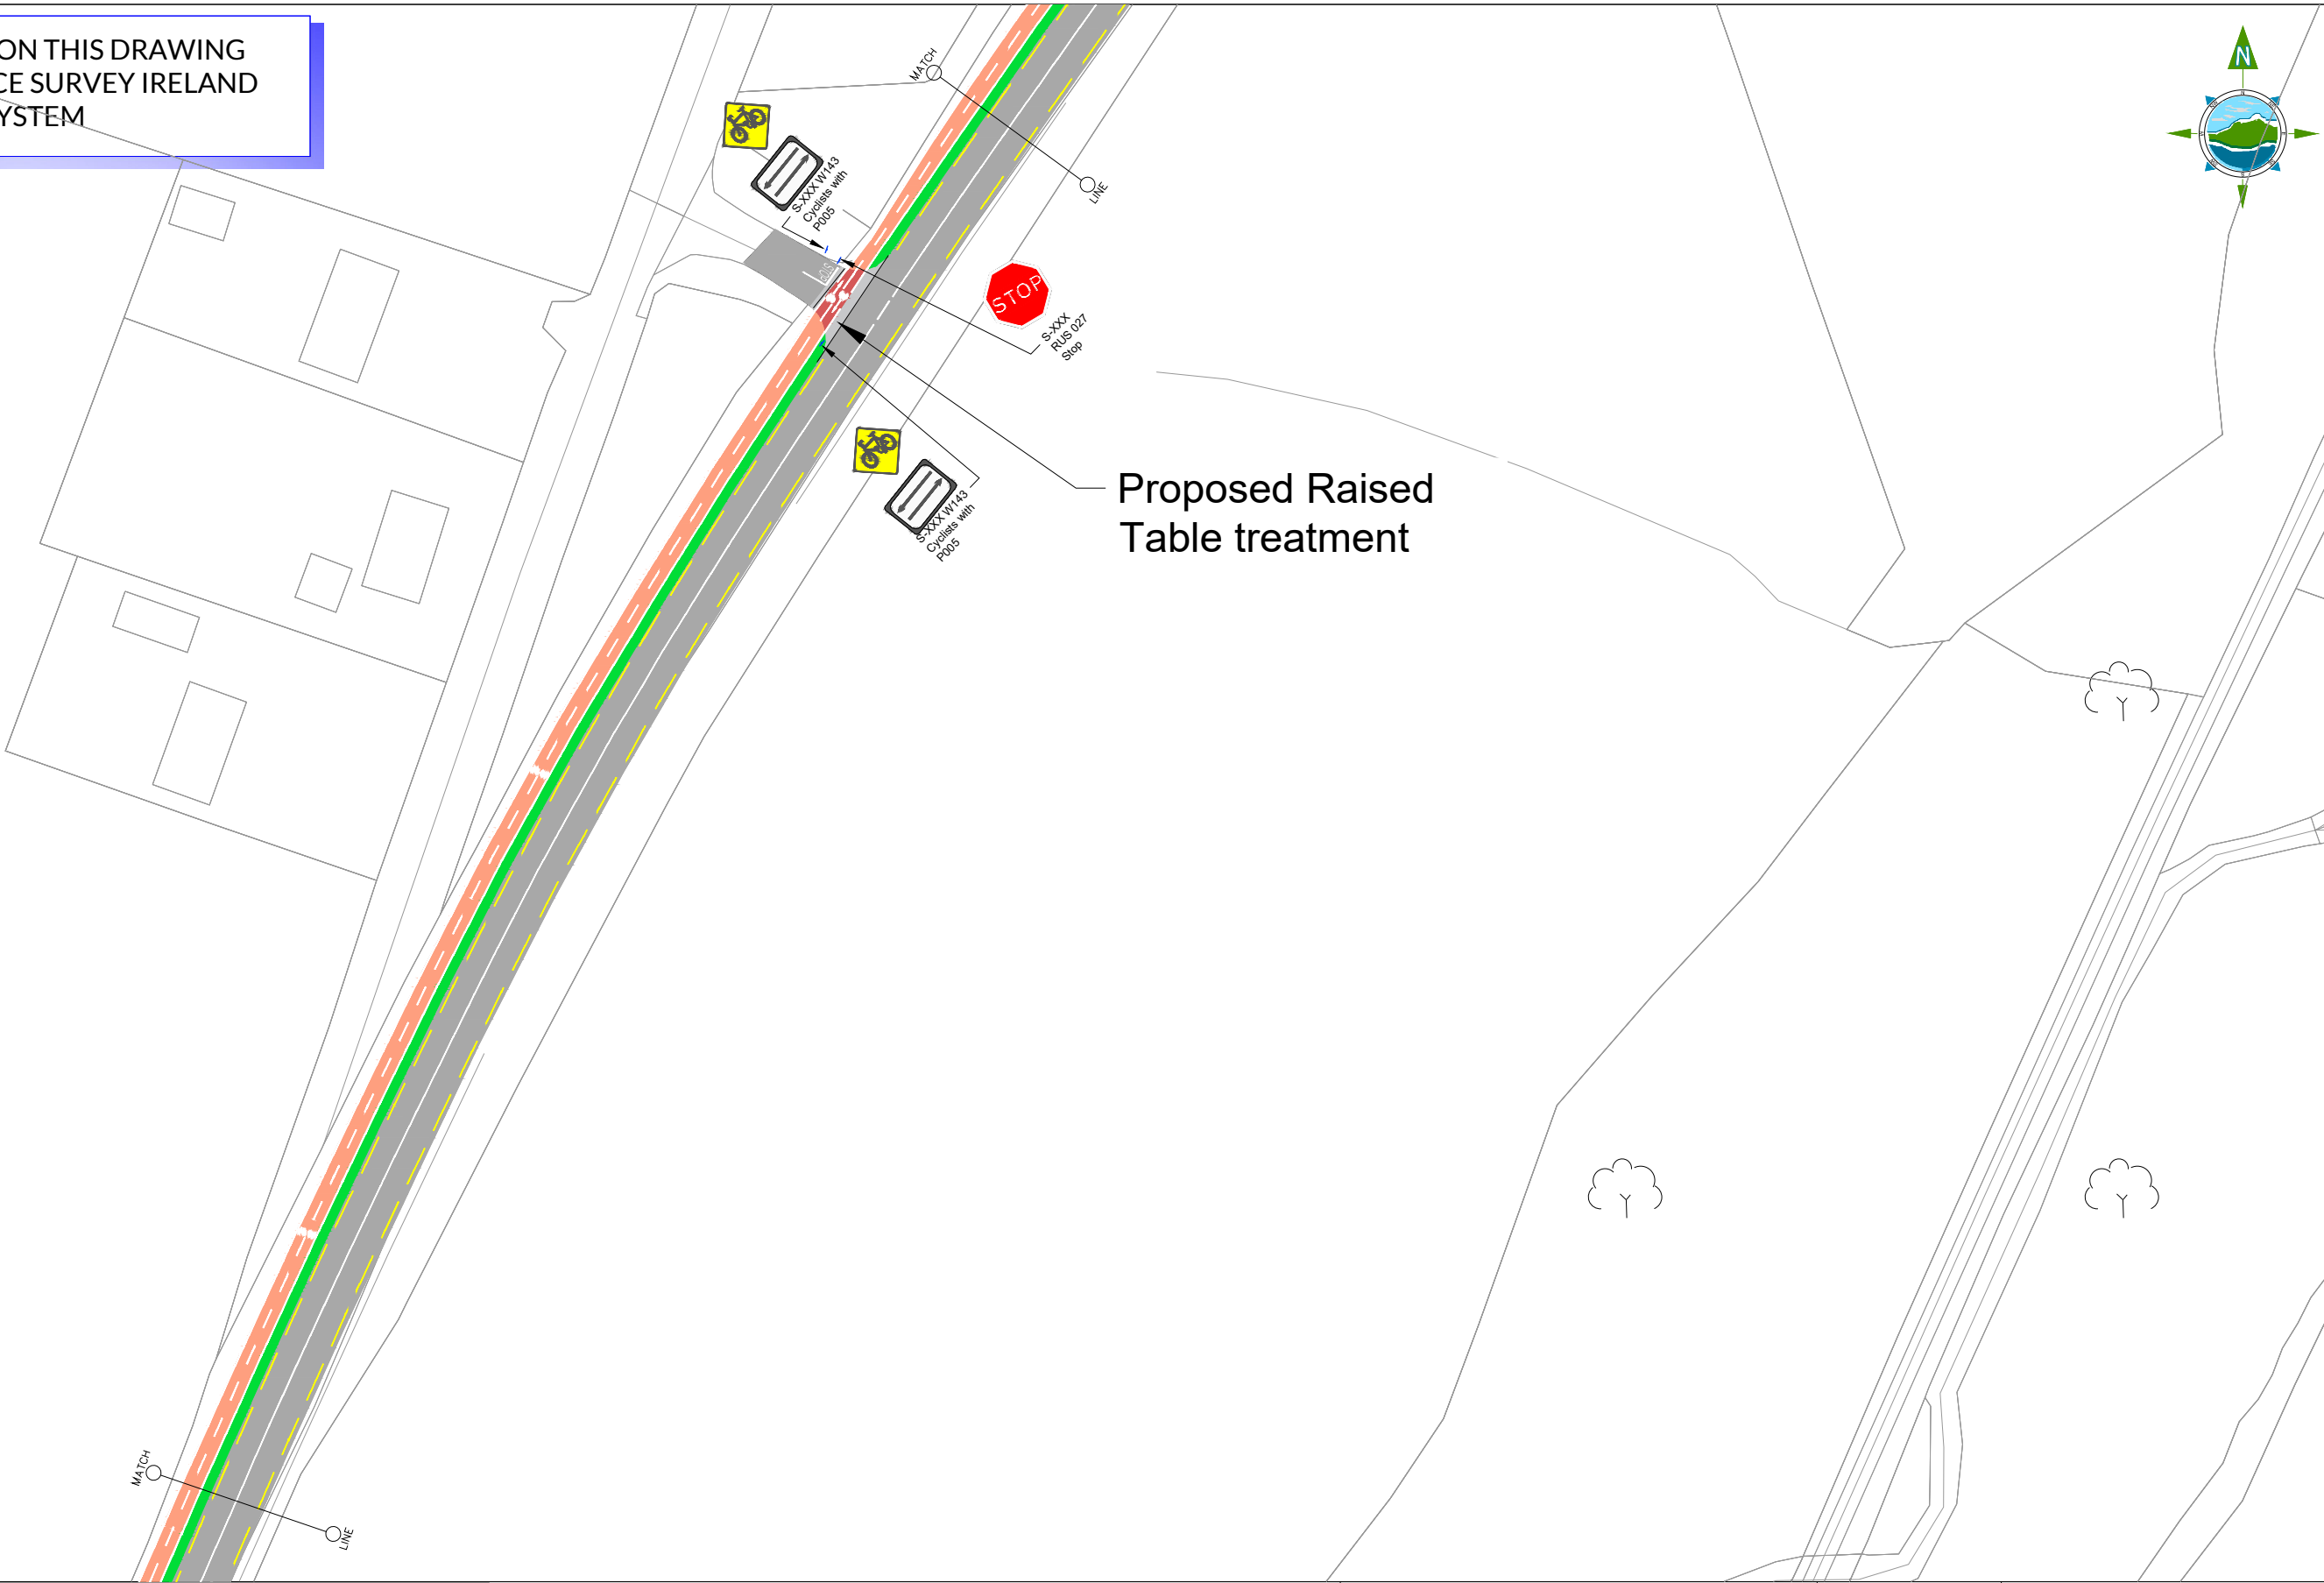 ON THIS DRAWING
CE SURVEY IRELAND
YSTEM
N
MATCH
LINE
S-XXX W143
Cyclists with
P005
STOP
STOP
S-XXX
RUS 027
Stop
S-XXX W143
Cyclists with
P005
Proposed Raised
Table treatment
MATCH
LINE